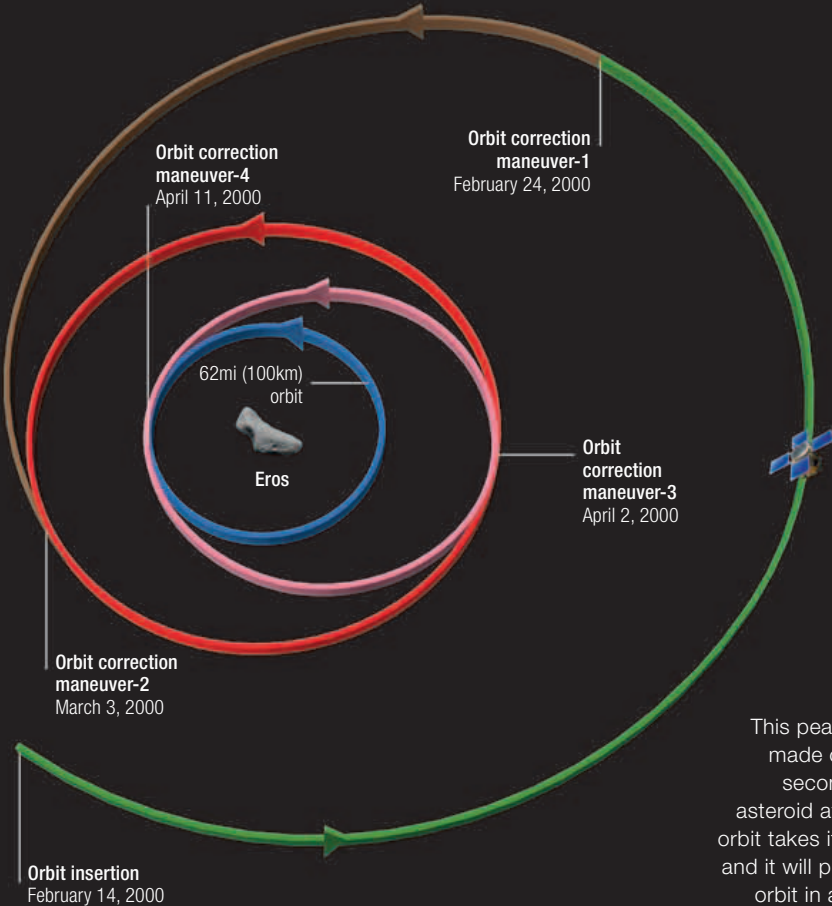 Orbit correction
maneuver-1
February 24, 2000
Orbit correction
maneuver-4
April 11, 2000
62mi (100km)
orbit
Eros
Orbit
correction
maneuver-3
April 2, 2000
Orbit correction
maneuver-2
March 3, 2000
Orbit insertion
February 14, 2000
This pea
made
secon
asteroid a
orbit takes i
and it will p
orbit in a